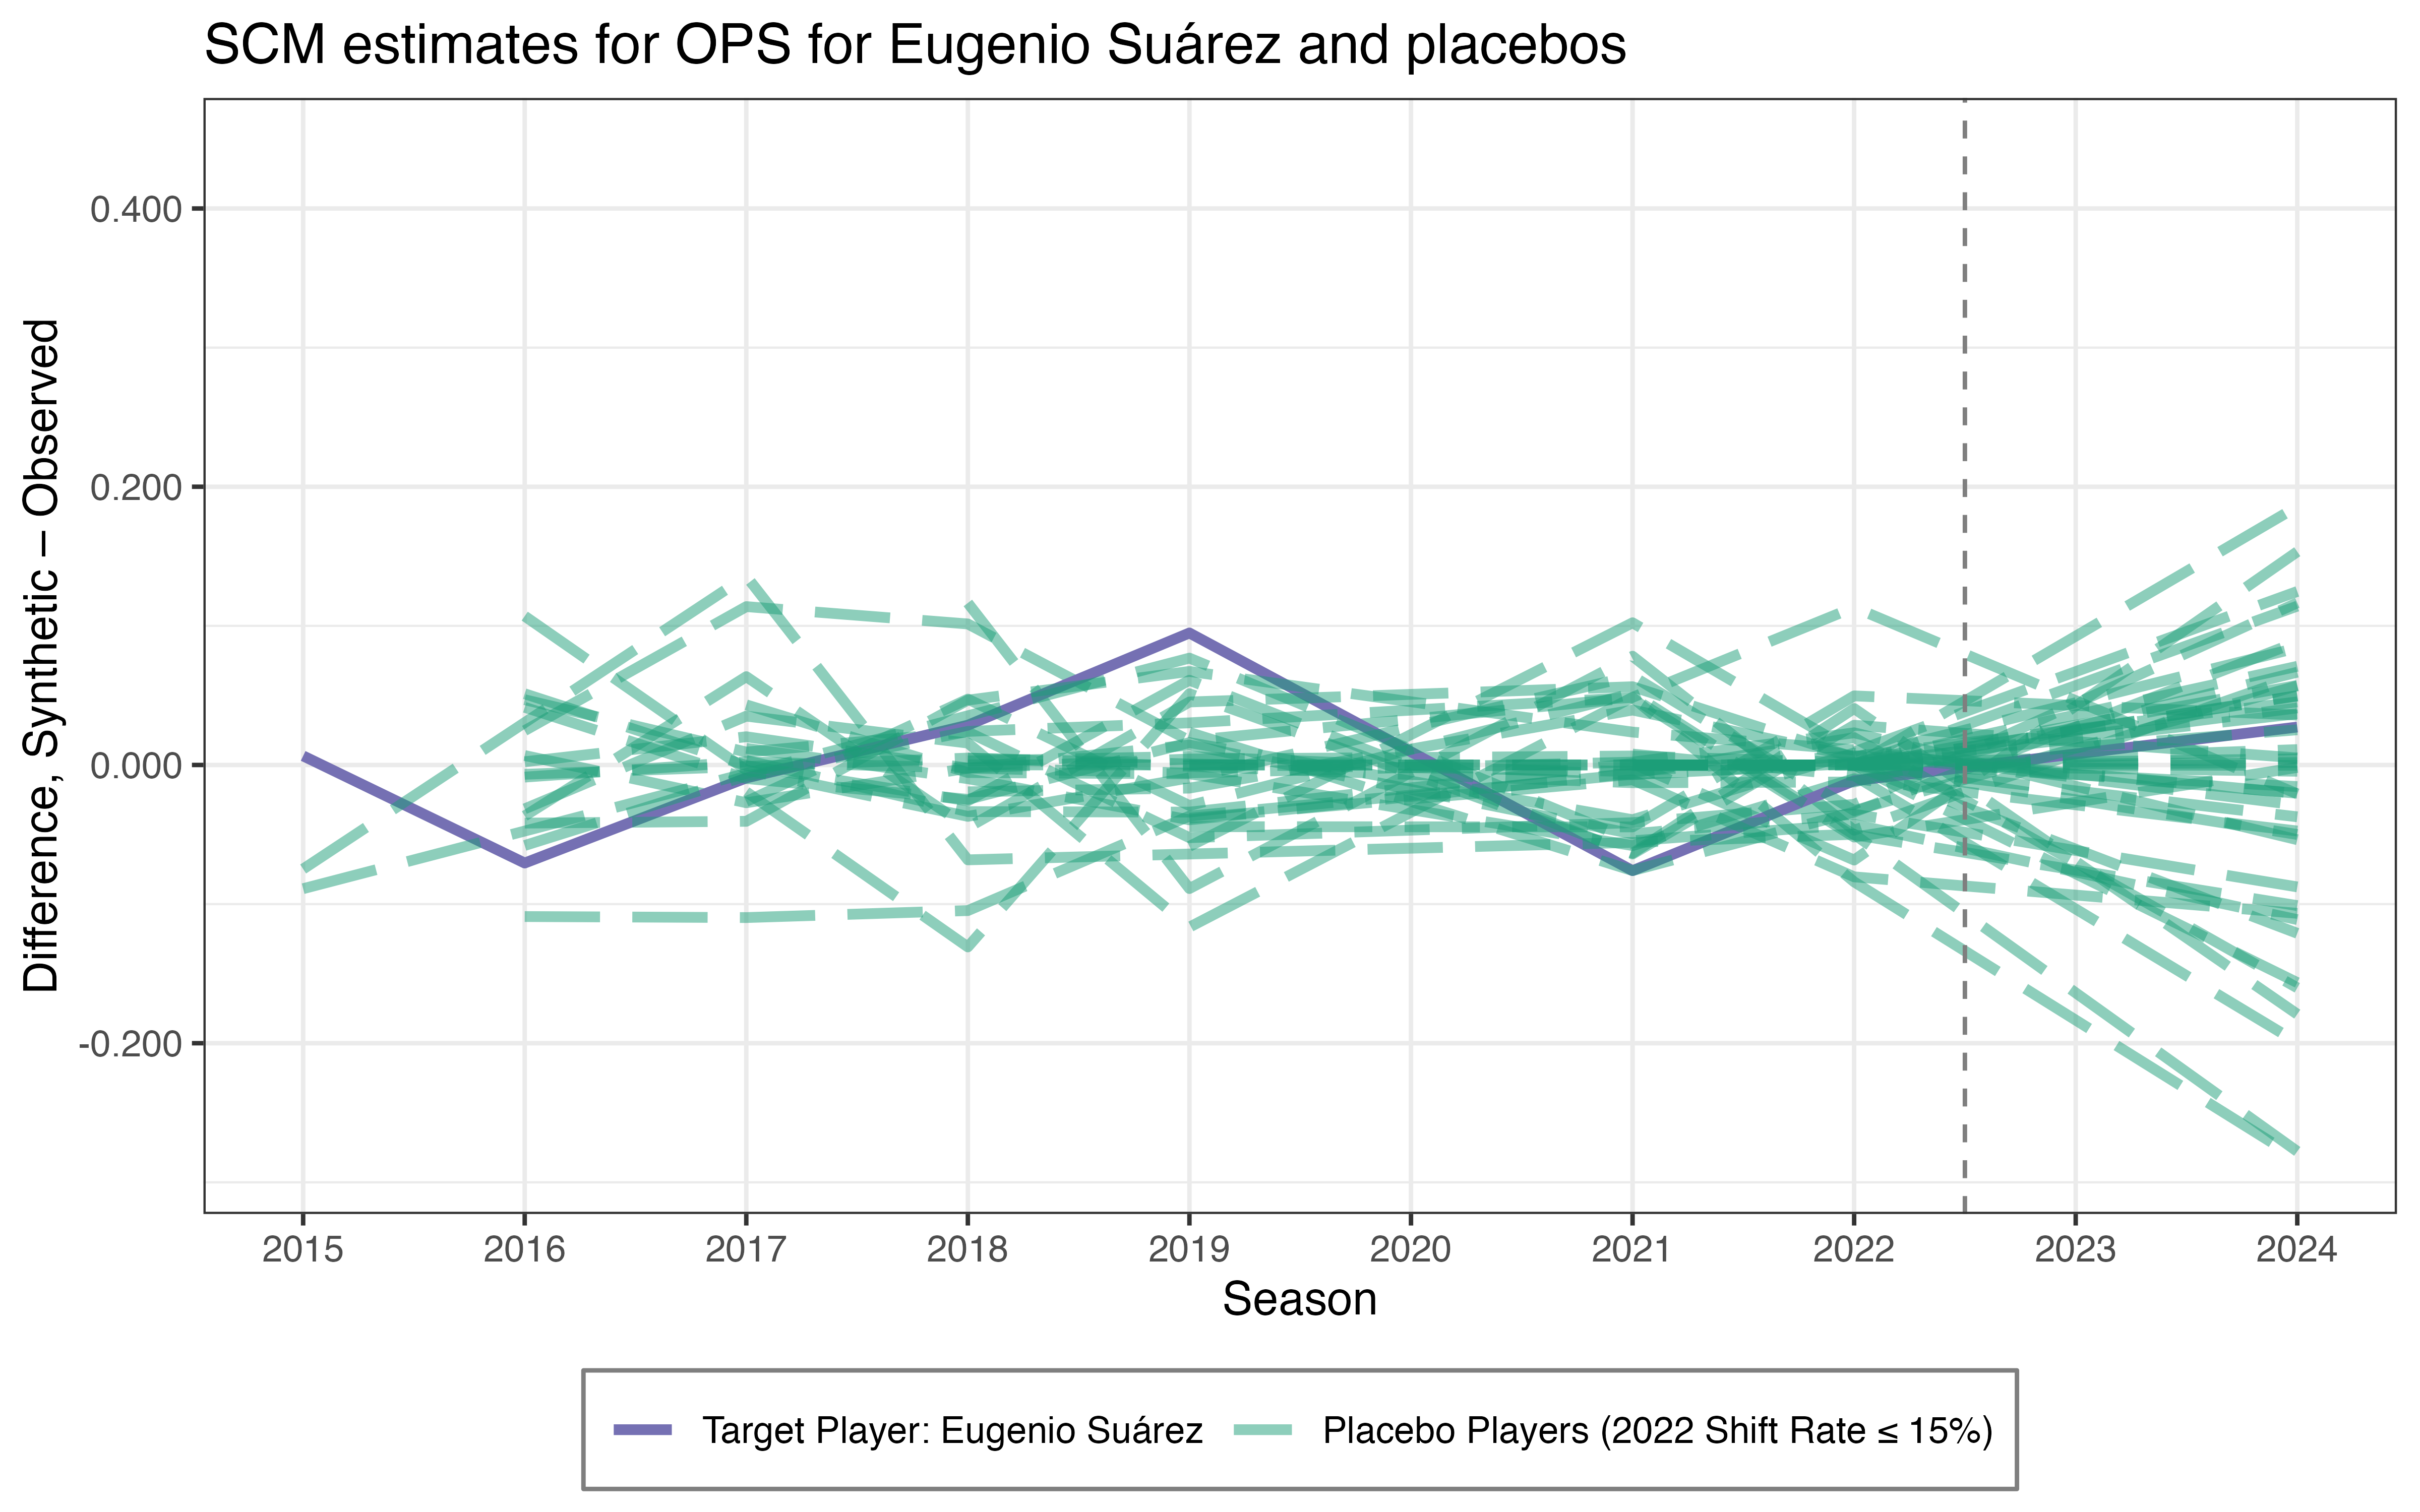 SCM estimates for OPS for Eugenio Suárez and placebos
Difference, Synthetic – Observed
0.400
0.200
0.000
-0.200
2015 2016 2017 2018 2019 2020 2021 2022 2023 2024
Season
Target Player: Eugenio Suárez Placebo Players (2022 Shift Rate ≤ 15%)